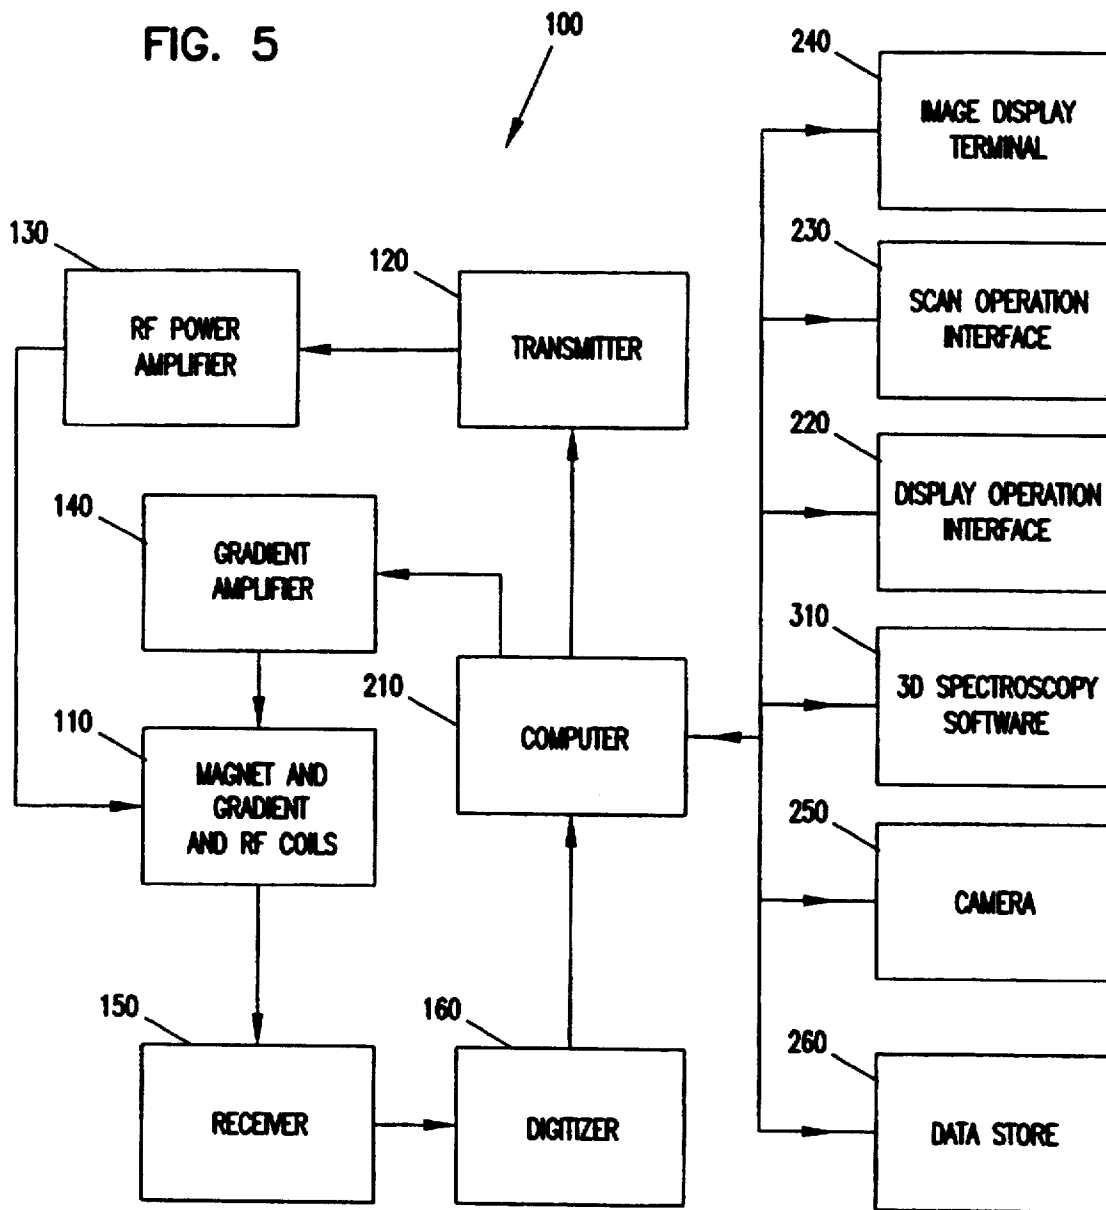 FIG. 5
100
240
IMAGE DISPLAY
TERMINAL
130
RF POWER
AMPLIFIER
120
TRANSMITTER
230
SCAN OPERATION
INTERFACE
220
DISPLAY OPERATION
INTERFACE
140
GRADIENT
AMPLIFIER
310
3D SPECTROSCOPY
SOFTWARE
210
COMPUTER
110
MAGNET AND
GRADIENT
AND RF COILS
250
CAMERA
150
RECEIVER
160
DIGITIZER
260
DATA STORE